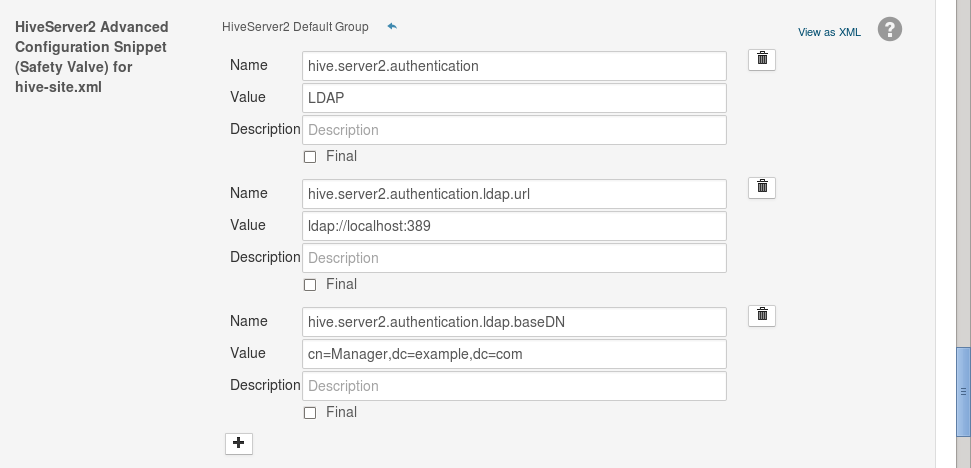 HiveServer2 Advanced
Configuration Snippet
(Safety Valve) for
hive-site.xml
HiveServer2 Default Group
View as XML
?
Name hive.server2.authentication
Value LDAP
Description Description
Final
Name hive.server2.authentication.ldap.url
Value ldap://localhost:389
Description Description
Final
Name hive.server2.authentication.ldap.baseDN
Value cn=Manager,dc=example,dc=com
Description Description
Final
+